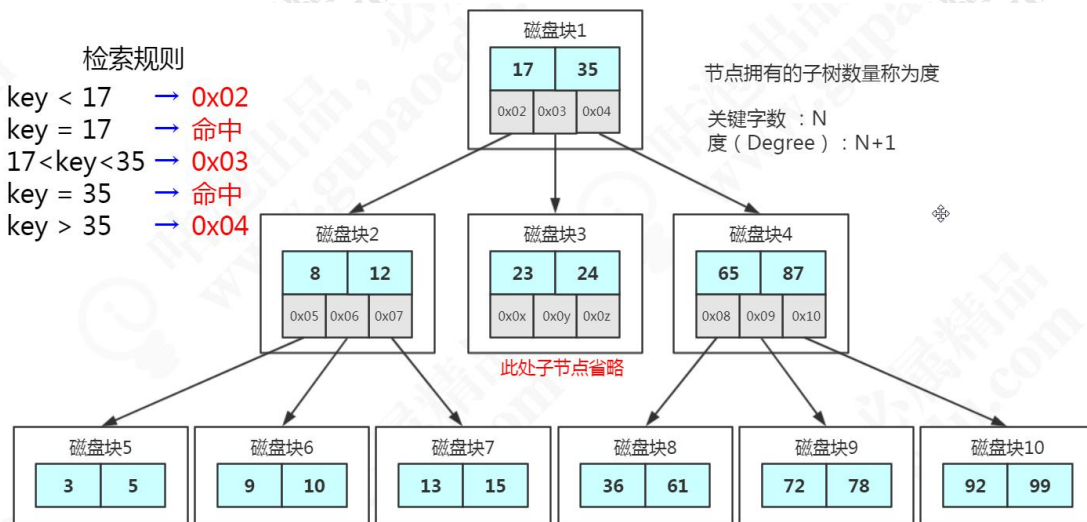 检索规则
key < 17 → 0x02
key = 17 → 命中
17<key<35 → 0x03
key = 35 → 命中
key > 35 → 0x04
磁盘块1
17 35
0x02 0x03 0x04
节点拥有的子树数量称为度
关键字数 : N
度（Degree）: N+1
磁盘块2
8 12
0x05 0x06 0x07
磁盘块3
23 24
0x0x 0x0y 0x0z
此处子节点省略
磁盘块4
65 87
0x08 0x09 0x10
磁盘块5
3 5
磁盘块6
9 10
磁盘块7
13 15
磁盘块8
36 61
磁盘块9
72 78
磁盘块10
92 99